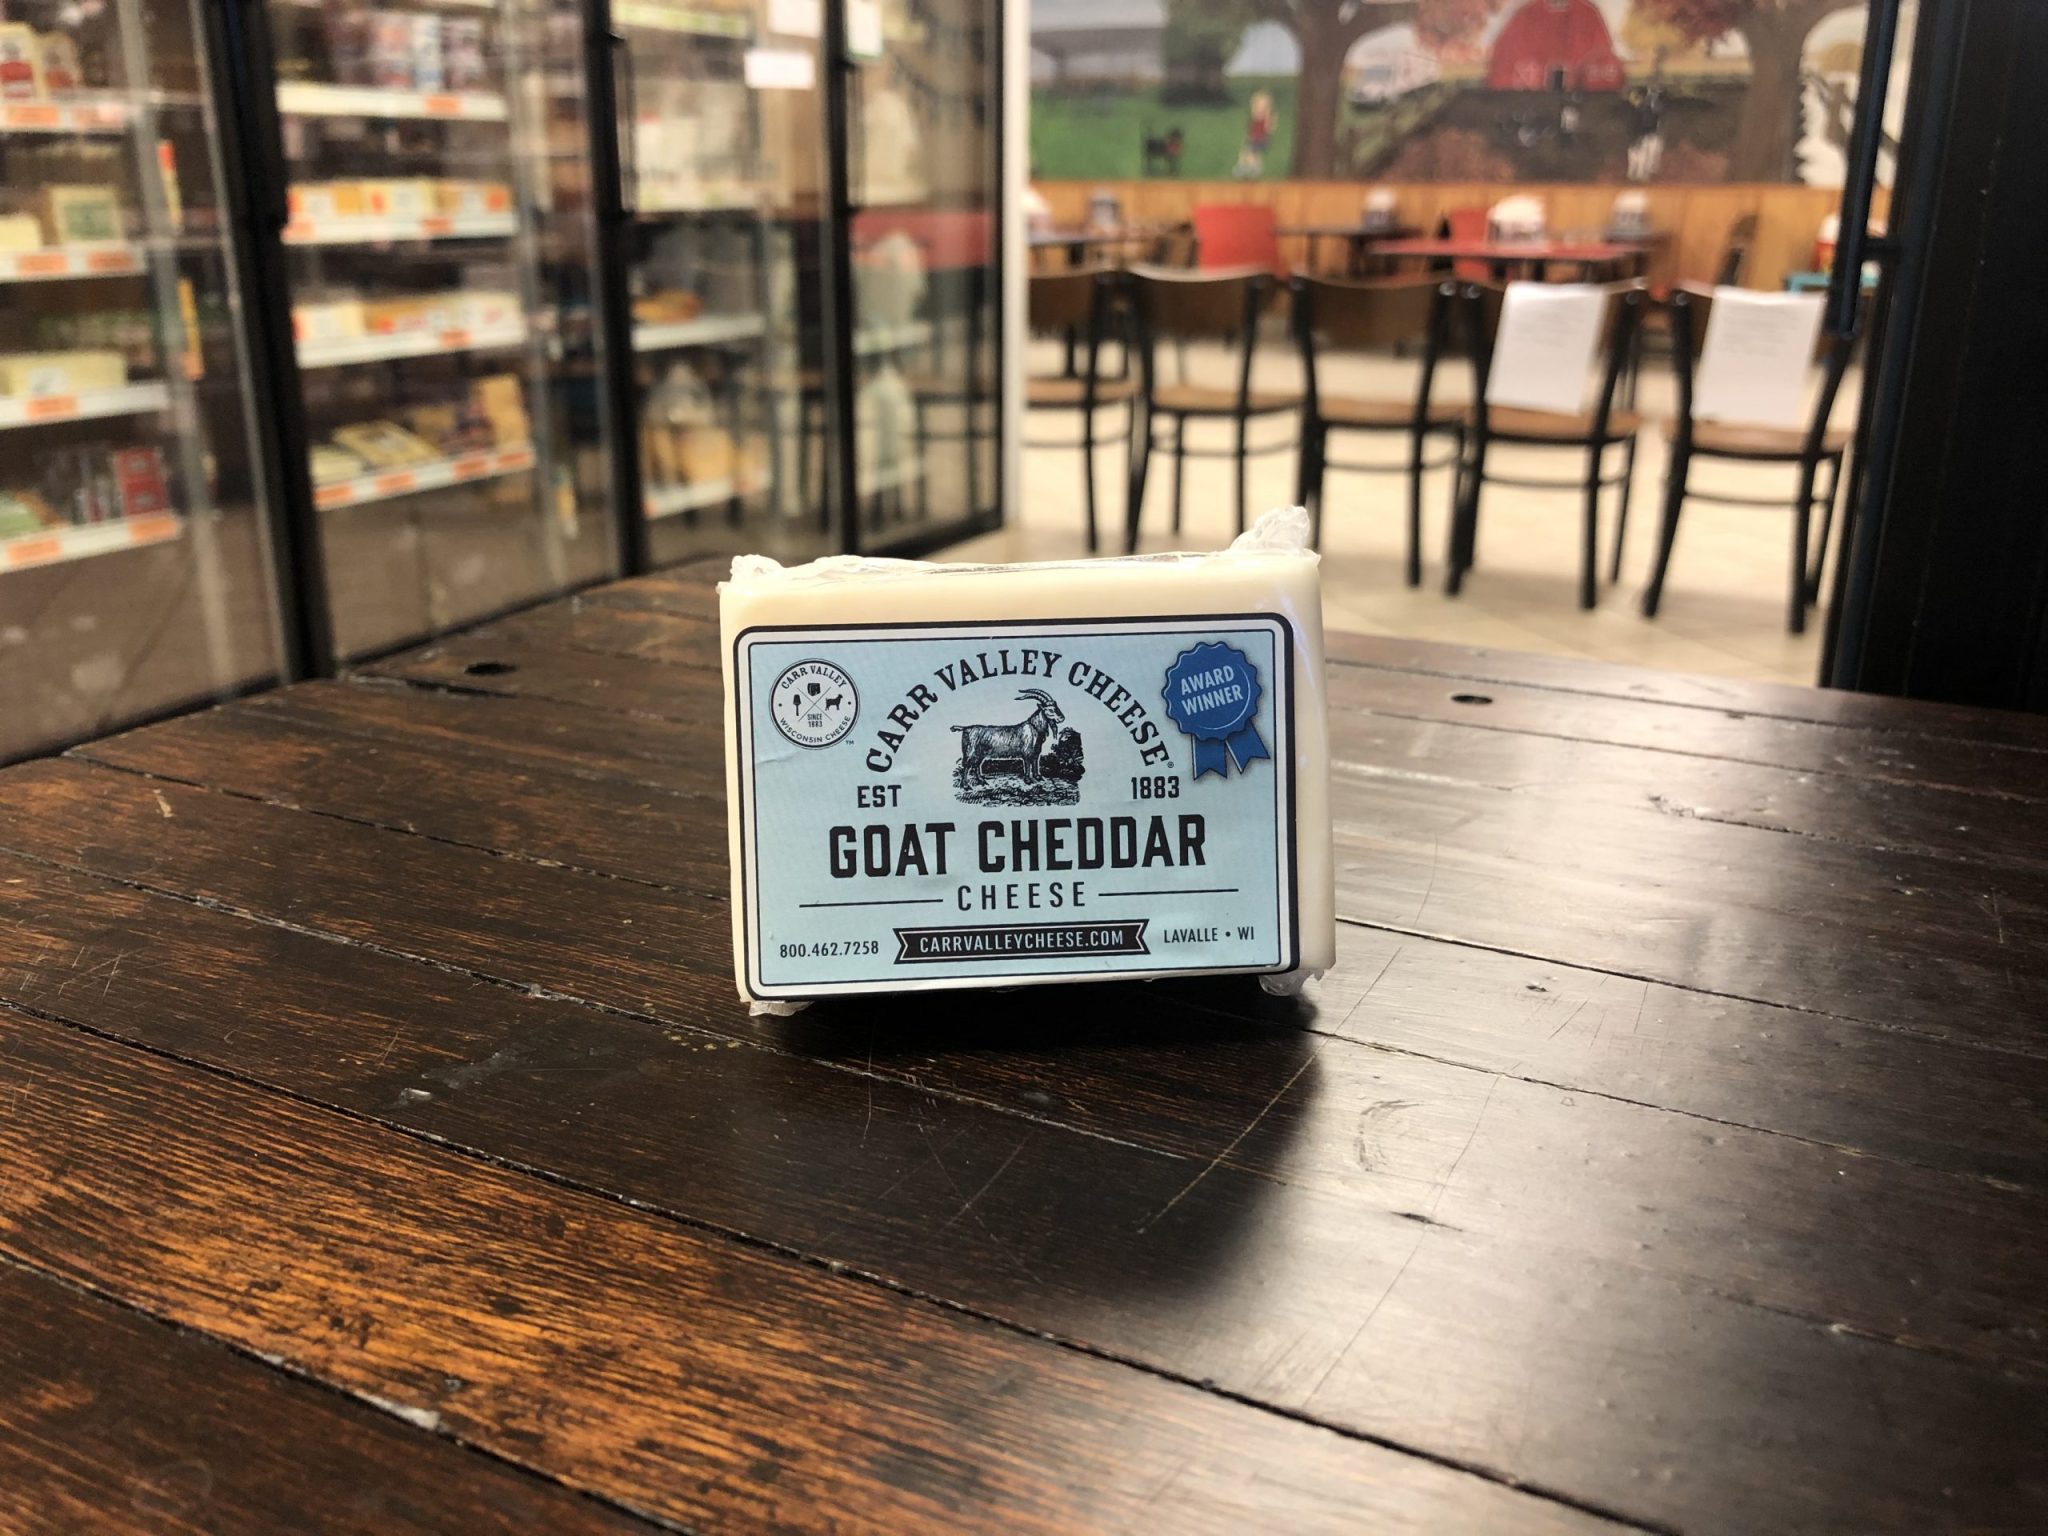 CARR VALLEY
SINCE
1883
WISCONSIN CHEESE
™
CARR VALLEY CHEESE®
AWARD
WINNER
EST
1883
GOAT CHEDDAR
CHEESE
800.462.7258
CARRVALLEYCHEESE.COM
LAVALLE • WI